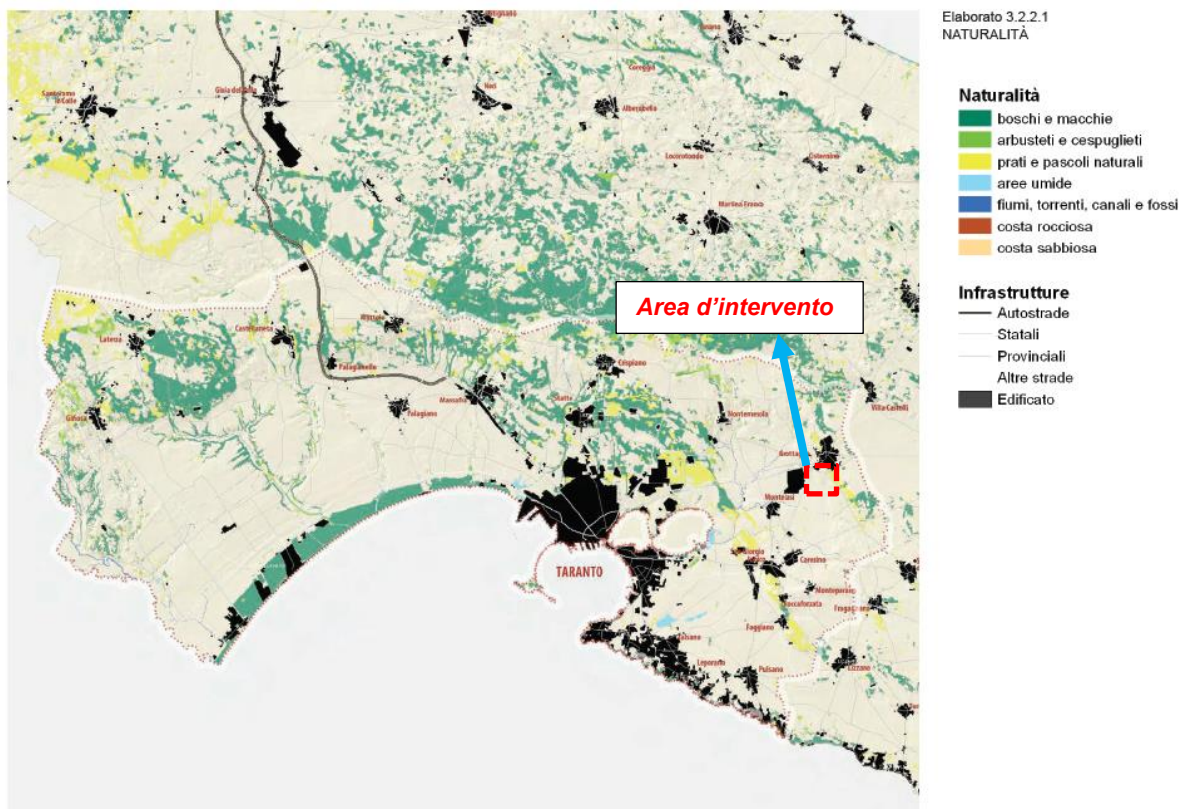 Elaborato 3.2.2.1
NATURALITÀ
Naturalità
boschi e macchie
arbusteti e cespuglieti
prati e pascoli naturali
aree umide
fiumi, torrenti, canali e fossi
costa rocciosa
costa sabbiosa
Infrastrutture
Autostrade
Statali
Provinciali
Altre strade
Edificato
Noci
Alberobello
Locorotondo
Cisternino
Martina Franca
Area d'intervento
Laterza
Castellaneta
Mottola
Palagianello
Crispiano
Ginosa
Palagiano
Massafra
Statte
Montemesola
Villa Castelli
Monteiasi
TARANTO
Carosino
Monteparano
Roccaforzata
Faggiano
Talsano
Leporano
Pulsano
Lizzano